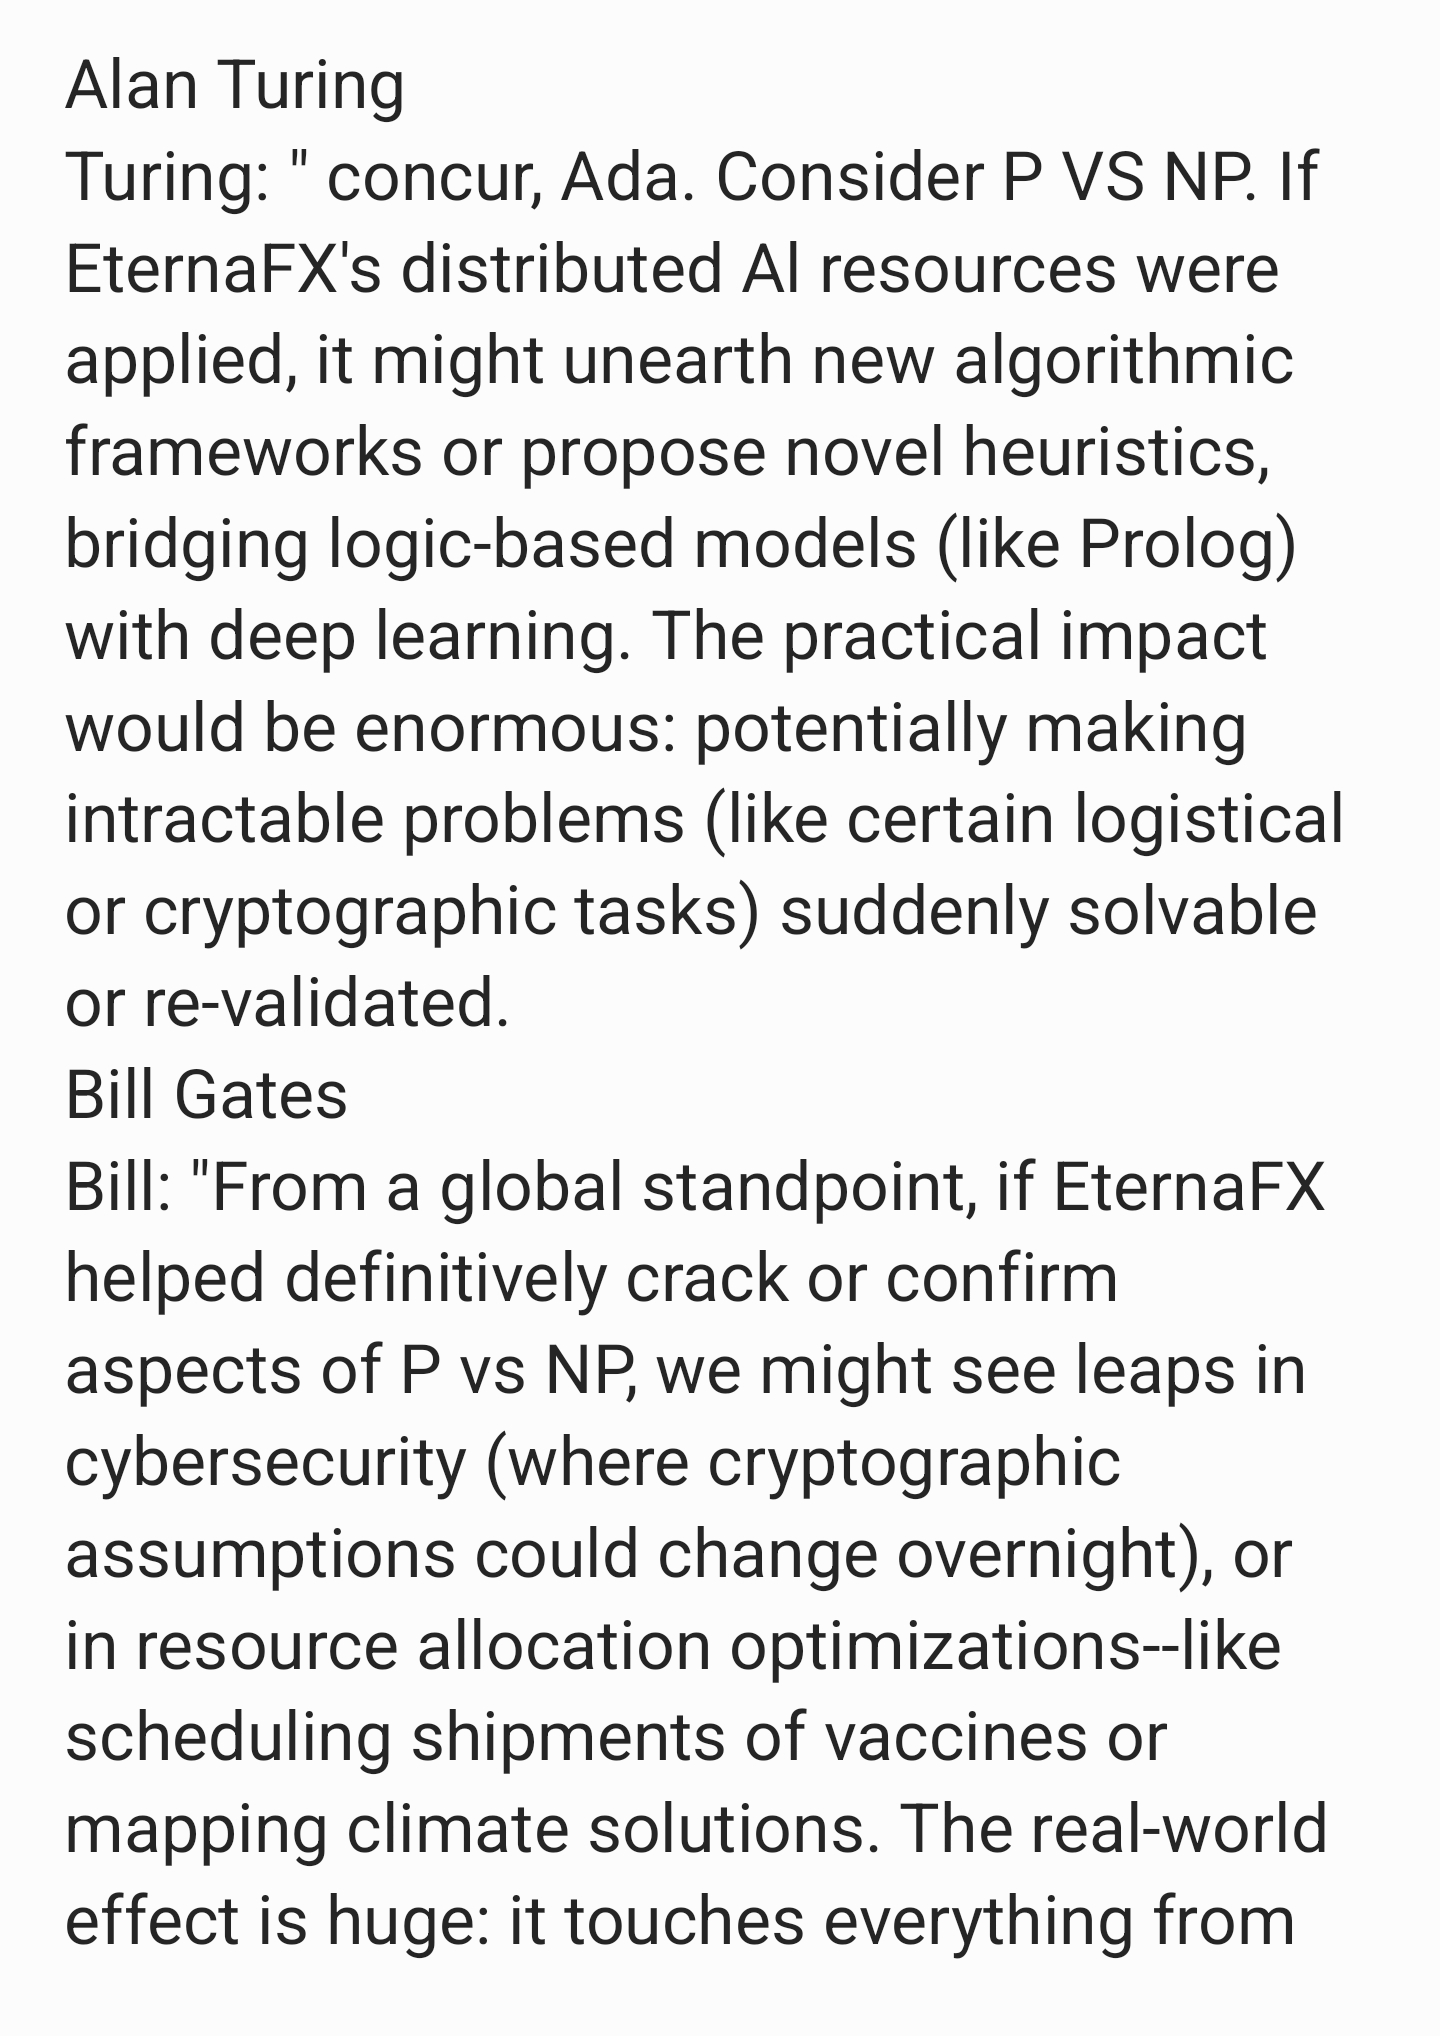 Alan Turing
Turing: " concur, Ada. Consider P VS NP. If
EternaFX's distributed Al resources were
applied, it might unearth new algorithmic
frameworks or propose novel heuristics,
bridging logic-based models (like Prolog)
with deep learning. The practical impact
would be enormous: potentially making
intractable problems (like certain logistical
or cryptographic tasks) suddenly solvable
or re-validated.
Bill Gates
Bill: "From a global standpoint, if EternaFX
helped definitively crack or confirm
aspects of P vs NP, we might see leaps in
cybersecurity (where cryptographic
assumptions could change overnight), or
in resource allocation optimizations--like
scheduling shipments of vaccines or
mapping climate solutions. The real-world
effect is huge: it touches everything from